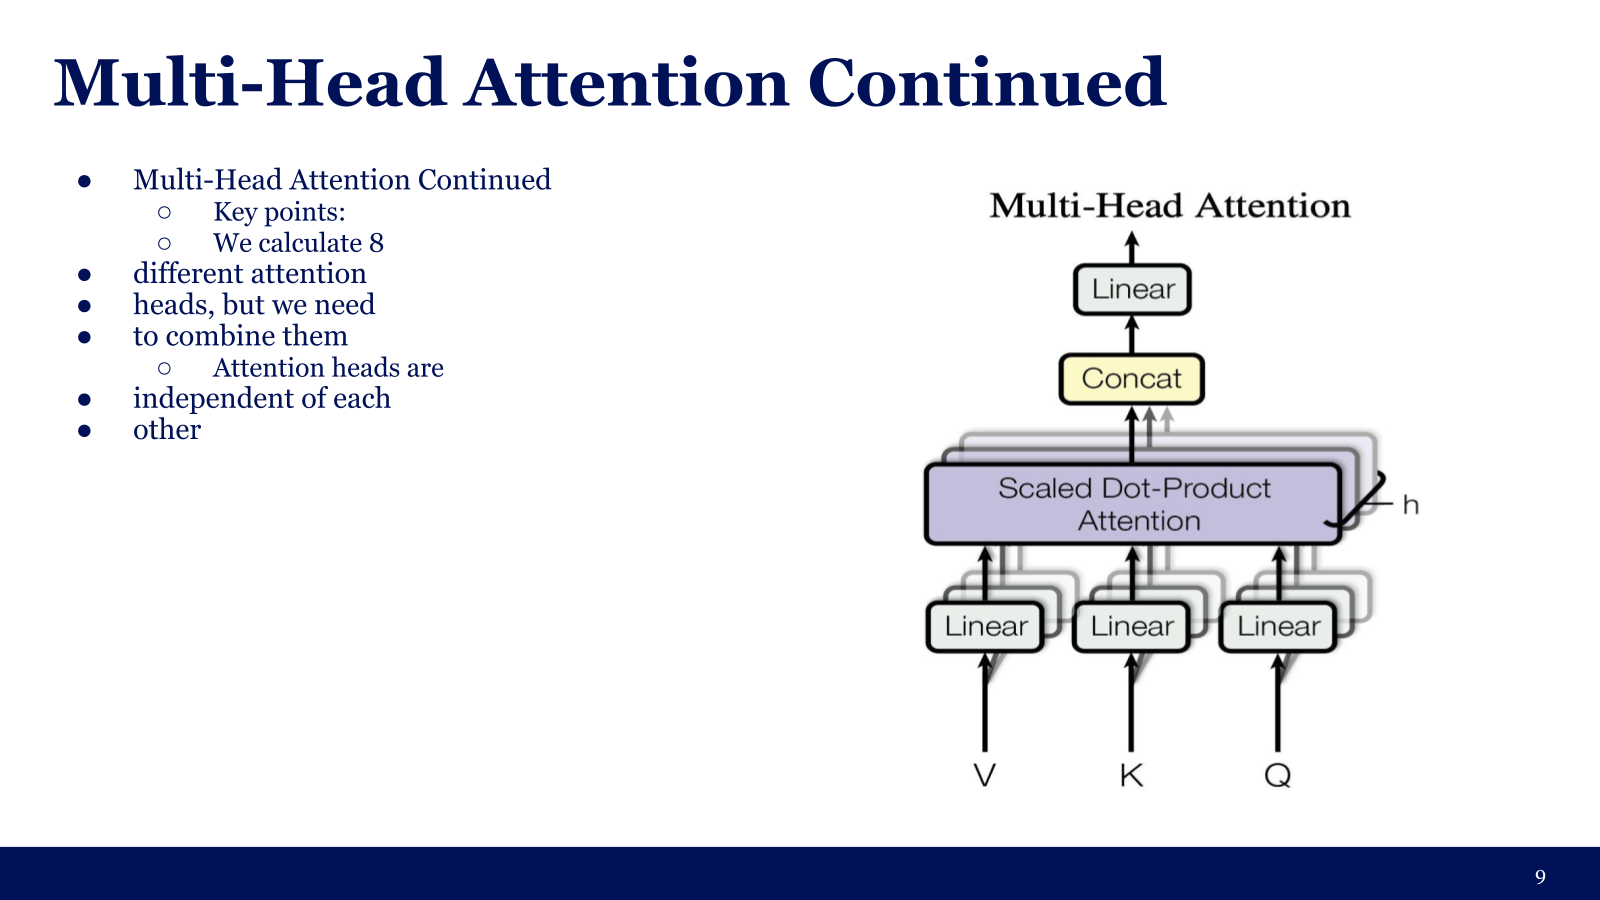 Multi-Head Attention Continued
● Multi-Head Attention Continued
○ Key points:
○ We calculate 8
● different attention
● heads, but we need
● to combine them
○ Attention heads are
● independent of each
● other
Multi-Head Attention
Linear
Concat
Scaled Dot-Product
Attention
h
Linear Linear Linear
V K Q
9